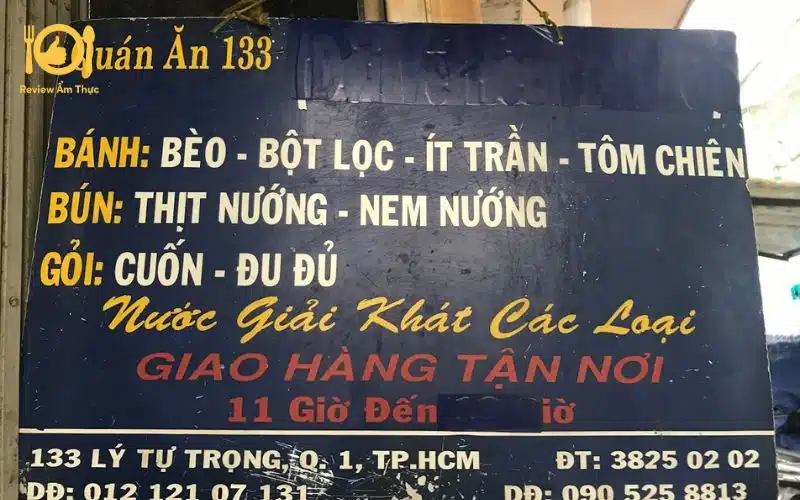 Quán Ăn 133
Review Ẩm Thực
BÁNH: BÈO - BỘT LỌC - ÍT TRẦN - TÔM CHIÊN
BÚN: THỊT NƯỚNG - NEM NƯỚNG
GỎI: CUỐN - ĐU ĐỦ
Nước Giải Khát Các Loại
GIAO HÀNG TẬN NƠI
11 Giờ Đến iờ
133 LÝ TỰ TRỌNG, Q. 1, TP.HCM ĐT: 3825 02 02
DĐ: 012 121 07 131 DĐ: 090 525 8813